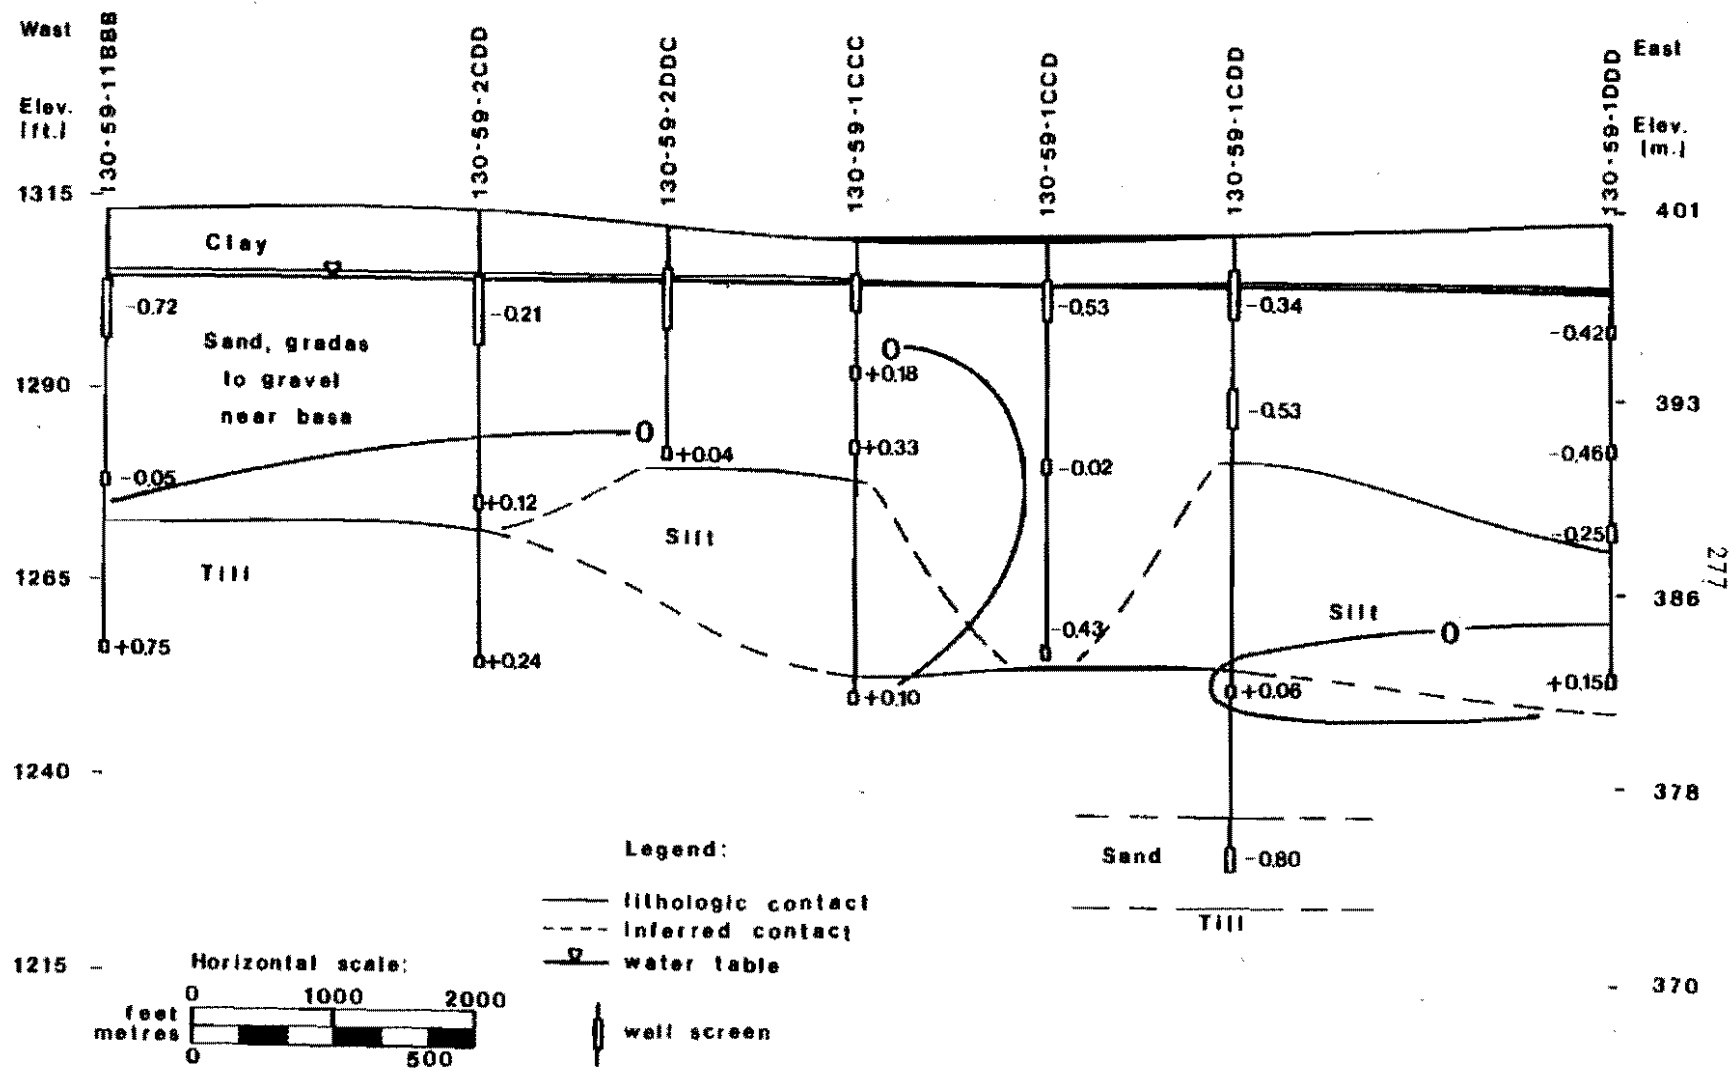 West
Elev.
[ft.]
130-59-11BBB
130-59-2CDD
130-59-2DDC
130-59-1CCC
130-59-1CCD
130-59-1CDD
130-59-1DDD
East
Elev.
[m.]
1315
401
Clay
-0.72
-0.21
-0.53
-0.34
-0.42
Sand, grades
to gravel
near base
1290
393
0
+0.18
-0.53
0
+0.04
+0.33
-0.02
-0.46
-0.05
+0.12
-0.25
Silt
Till
1265
386
277
Silt
0
-0.43
+0.75
+0.24
+0.10
+0.06
+0.15
1240
378
Sand
-0.80
Till
Legend:
lithologic contact
inferred contact
water table
well screen
1215
370
Horizontal scale:
0 1000 2000
feet
metres
0 500